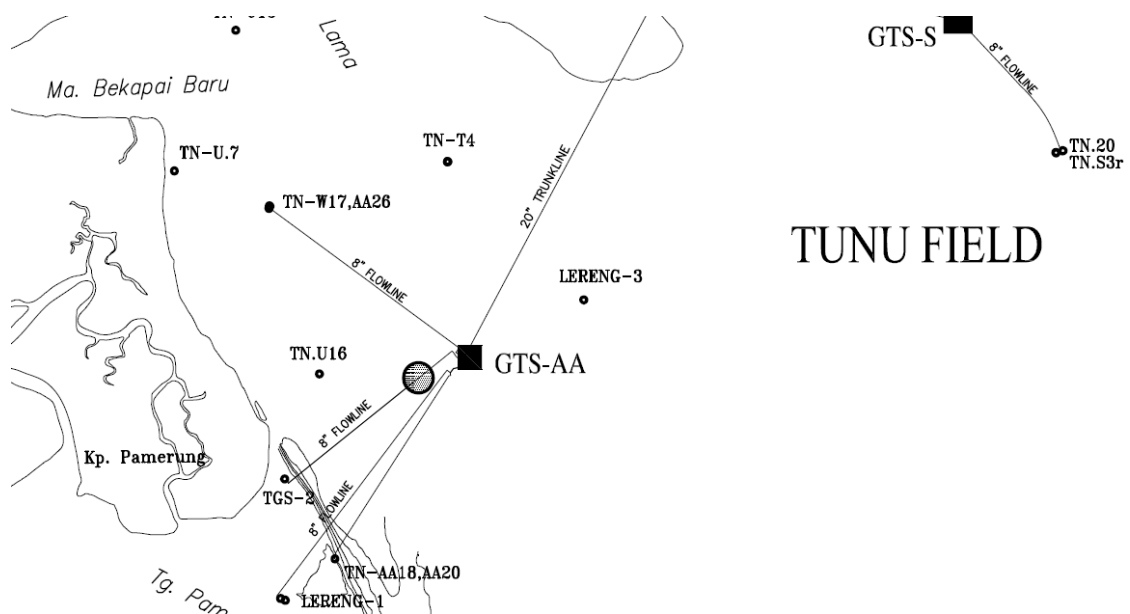 Lama
GTS-S
8" FLOWLINE
Ma. Bekapai Baru
TN-T4
TN-U.7
TN.20
TN.S3r
20" TRUNKLINE
TN-W17,AA26
TUNU FIELD
8" FLOWLINE
LERENG-3
TN.U16
GTS-AA
8" FLOWLINE
Kp. Pamerung
TGS-2
8" FLOWLINE
TN-AA18,AA20
Tg.
LERENG-1